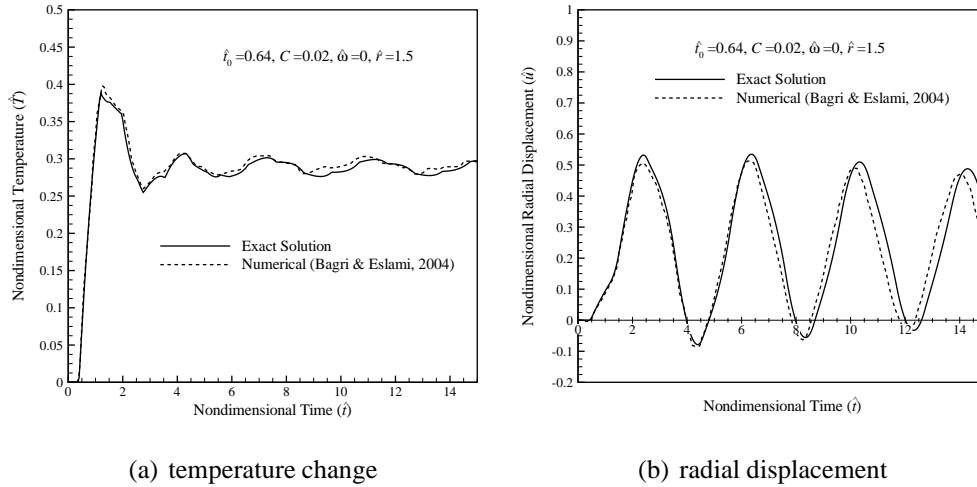 0.5
0.45
0.4
0.35
0.3
0.25
0.2
0.15
0.1
0.05
0
0 2 4 6 8 10 12 14
Nondimensional Temperature (T̂)
t̂₀=0.64, C=0.02, ω̂=0, r̂=1.5
Exact Solution
Numerical (Bagri & Eslami, 2004)
Nondimensional Time (t̂)
(a) temperature change
1
0.9
0.8
0.7
0.6
0.5
0.4
0.3
0.2
0.1
0
-0.1
-0.2
0 2 4 6 8 10 12 14
Nondimensional Radial Displacement (û)
t̂₀=0.64, C=0.02, ω̂=0, r̂=1.5
Exact Solution
Numerical (Bagri & Eslami, 2004)
Nondimensional Time (t̂)
(b) radial displacement